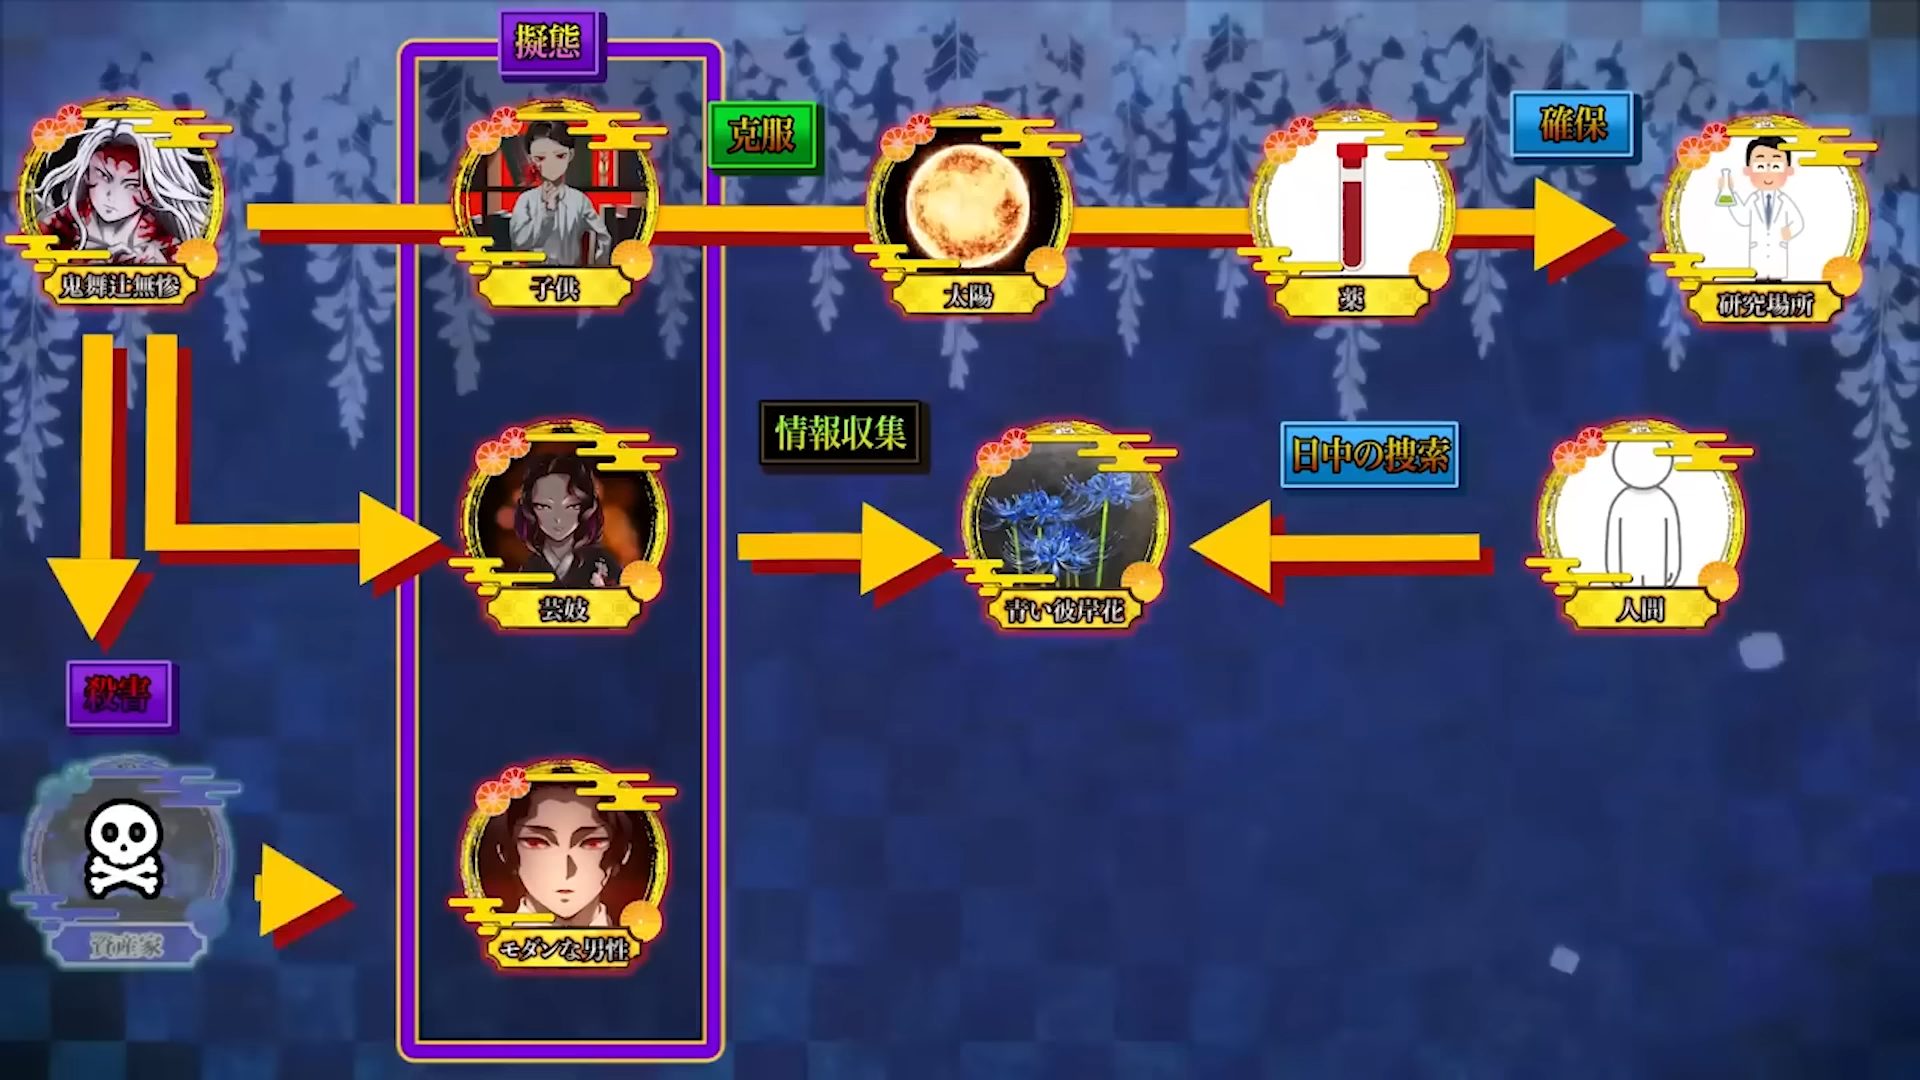 擬態
克服
確保
鬼舞辻無惨
子供
太陽
薬
研究場所
情報収集
日中の捜索
芸妓
青い彼岸花
人間
殺害
資産家
モダンな男性